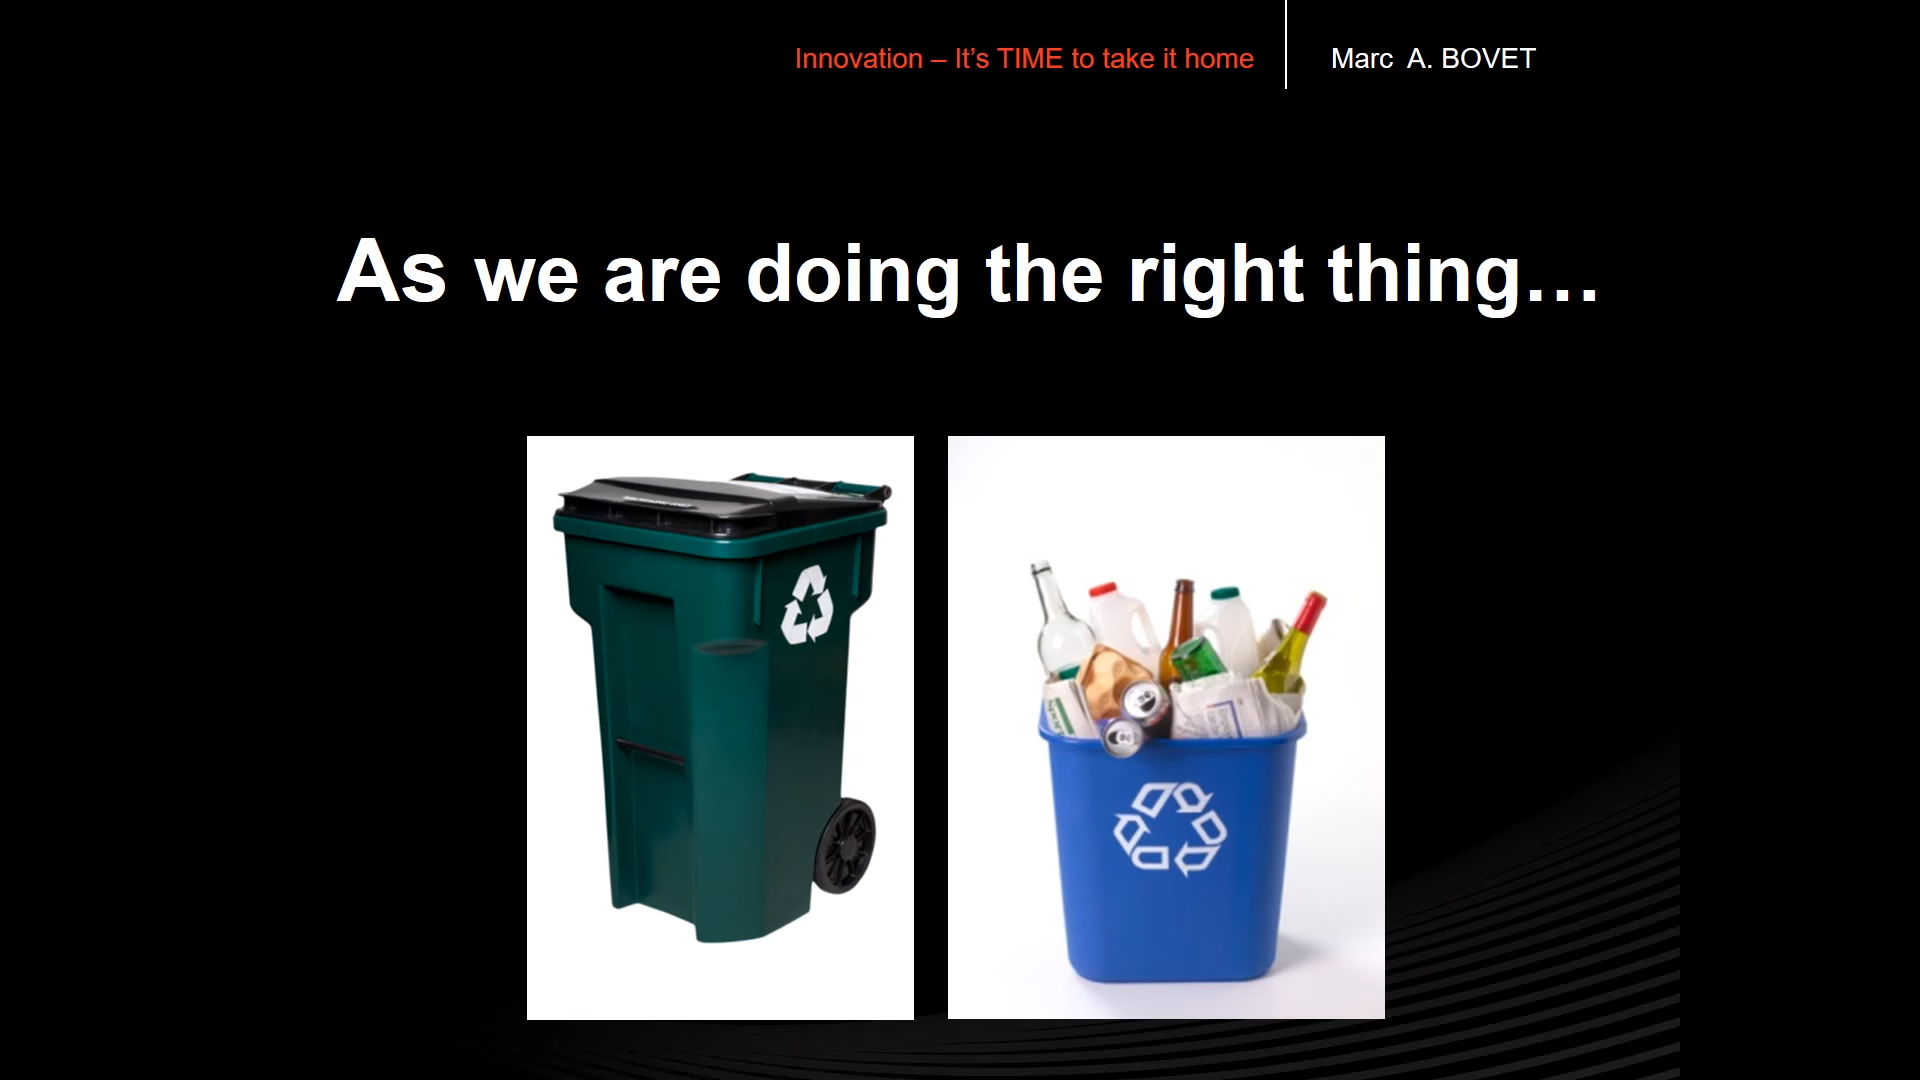 Innovation – It’s TIME to take it home
Marc A. BOVET
As we are doing the right thing…